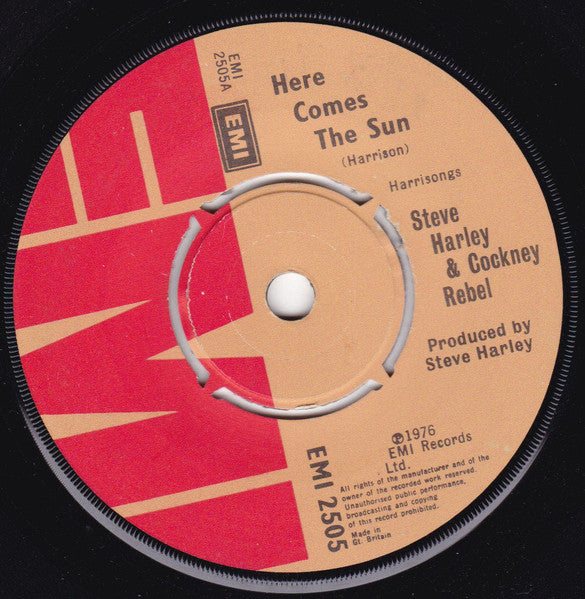 EMI
EMI
2505A
EMI
Here
Comes
The Sun
(Harrison)
Harrisongs
Steve
Harley
& Cockney
Rebel
Produced by
Steve Harley
℗1976
EMI Records
Ltd.
All rights of the manufacturer and of the
owner of the recorded work reserved.
Unauthorised public performance,
broadcasting and copying
of this record prohibited.
Made in
Gt. Britain
EMI 2505